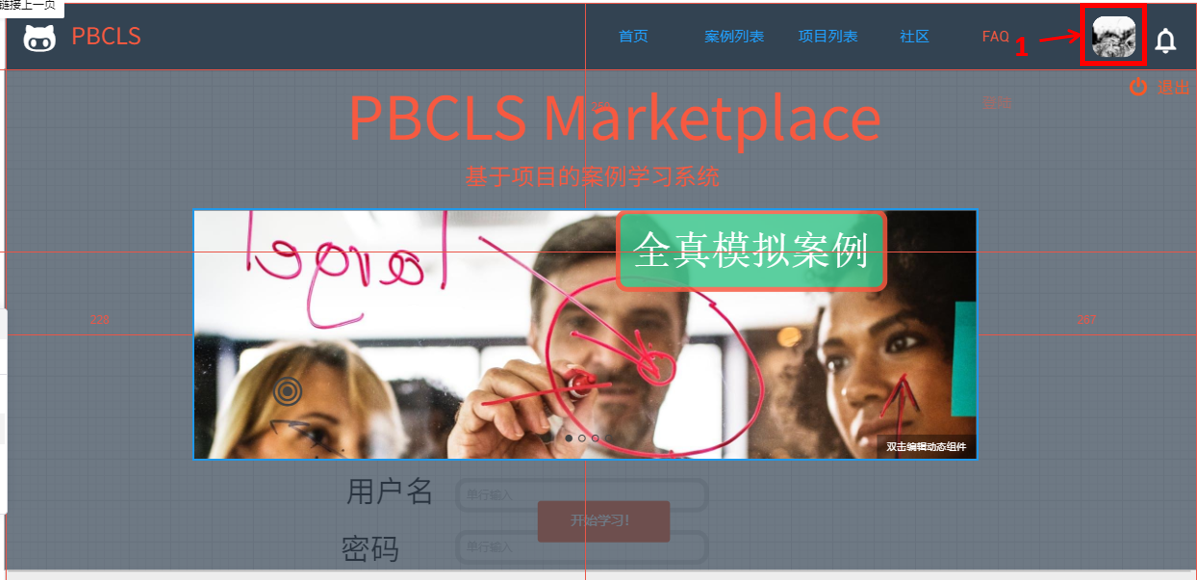 链接上一页
PBCLS
首页
案例列表
项目列表
社区
FAQ
1
退出
登陆
PBCLS Marketplace
基于项目的案例学习系统
全真模拟案例
双击编辑动态组件
用户名
单行输入
开始学习!
密码
单行输入